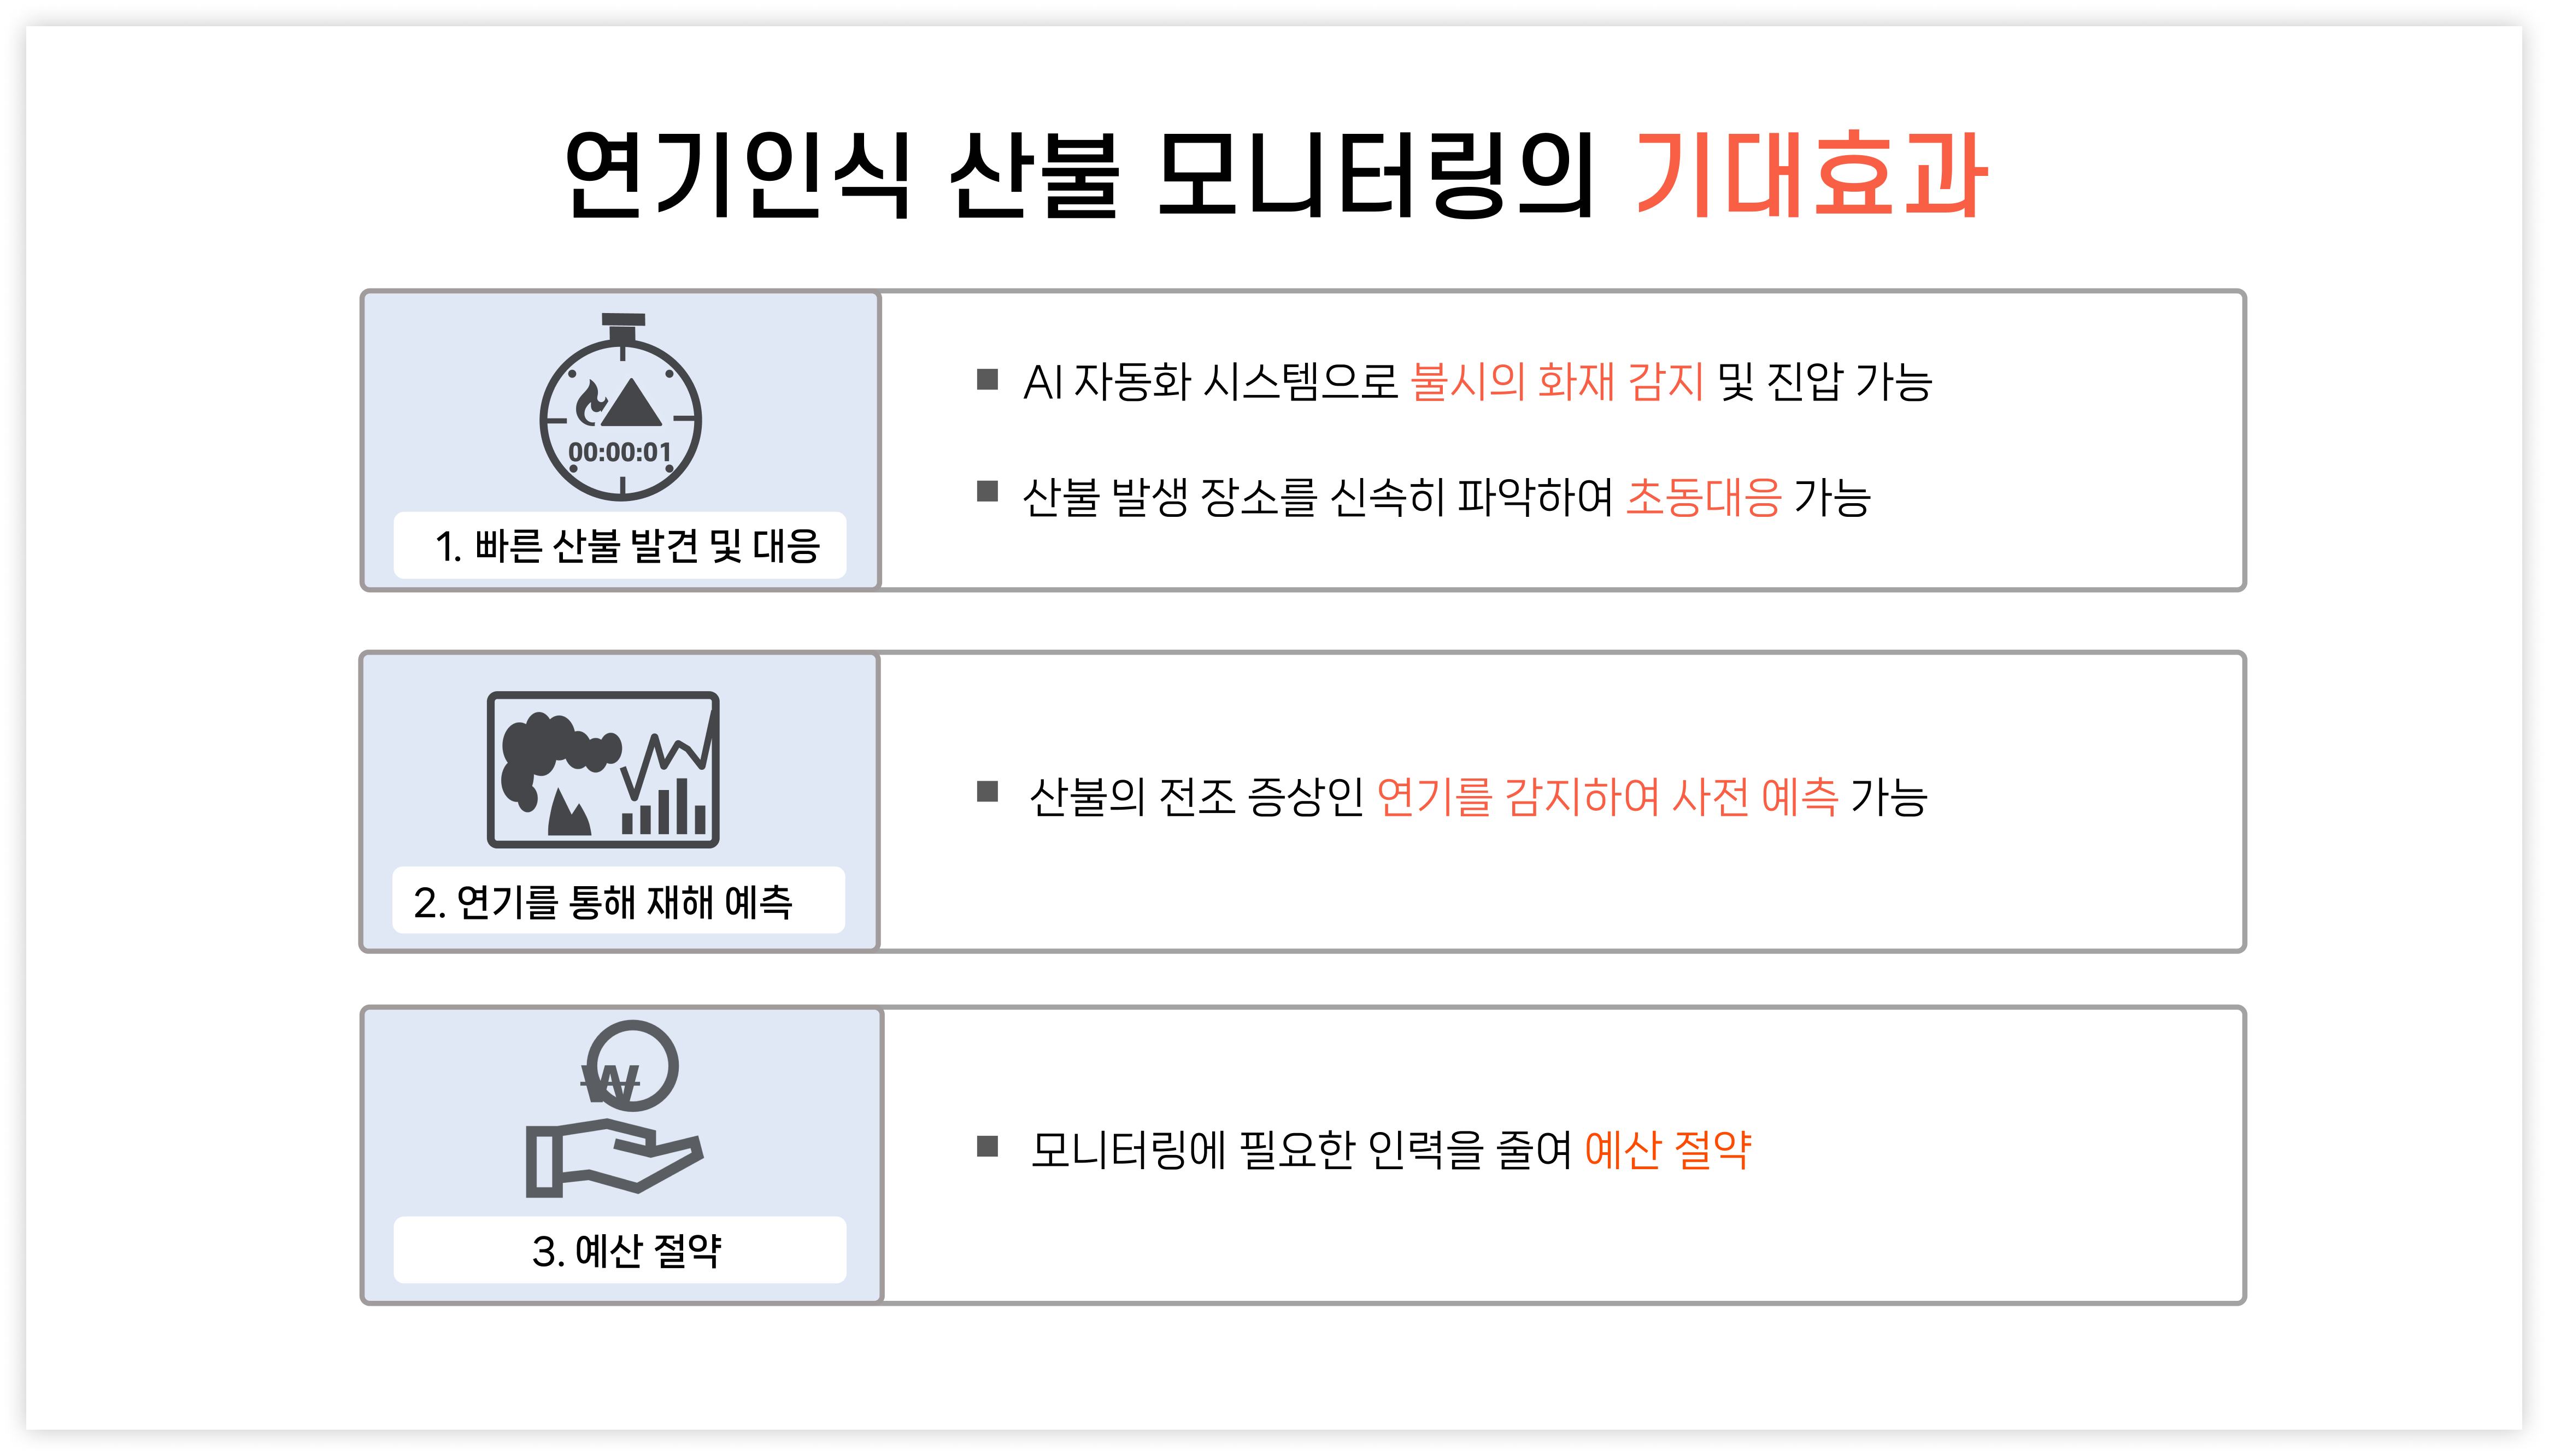 연기인식 산불 모니터링의 기대효과
00:00:01
1. 빠른 산불 발견 및 대응
■ AI 자동화 시스템으로 불시의 화재 감지 및 진압 가능
■ 산불 발생 장소를 신속히 파악하여 초동대응 가능
2. 연기를 통해 재해 예측
■ 산불의 전조 증상인 연기를 감지하여 사전 예측 가능
₩
3. 예산 절약
■ 모니터링에 필요한 인력을 줄여 예산 절약